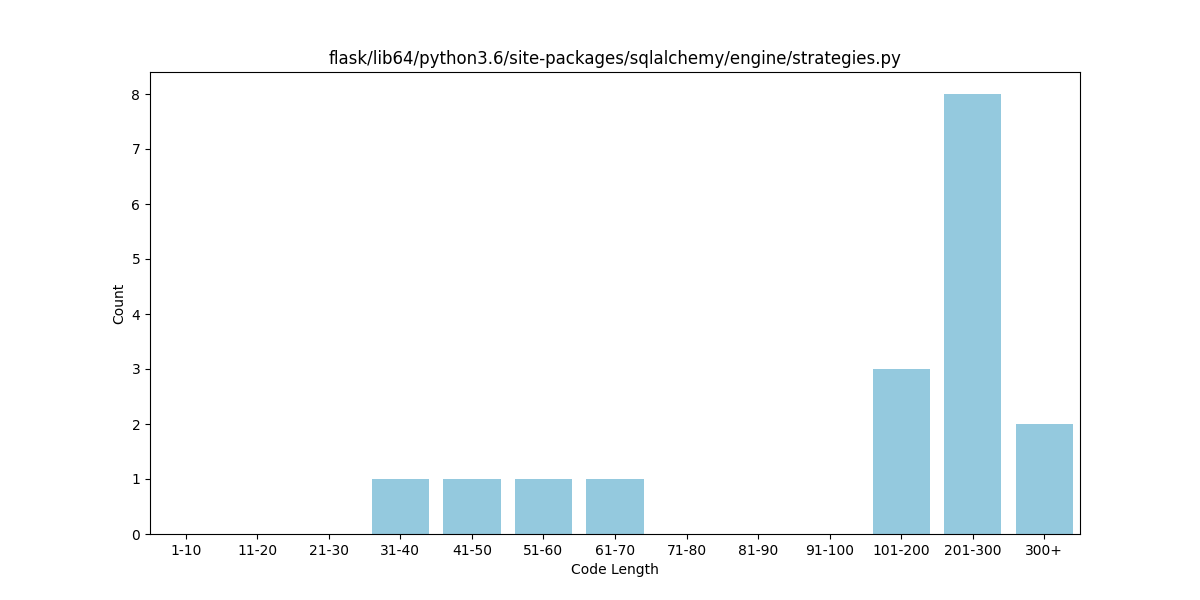 flask/lib64/python3.6/site-packages/sqlalchemy/engine/strategies.py
8
7
6
5
4
3
2
1
0
Count
1-10 11-20 21-30 31-40 41-50 51-60 61-70 71-80 81-90 91-100 101-200 201-300 300+
Code Length